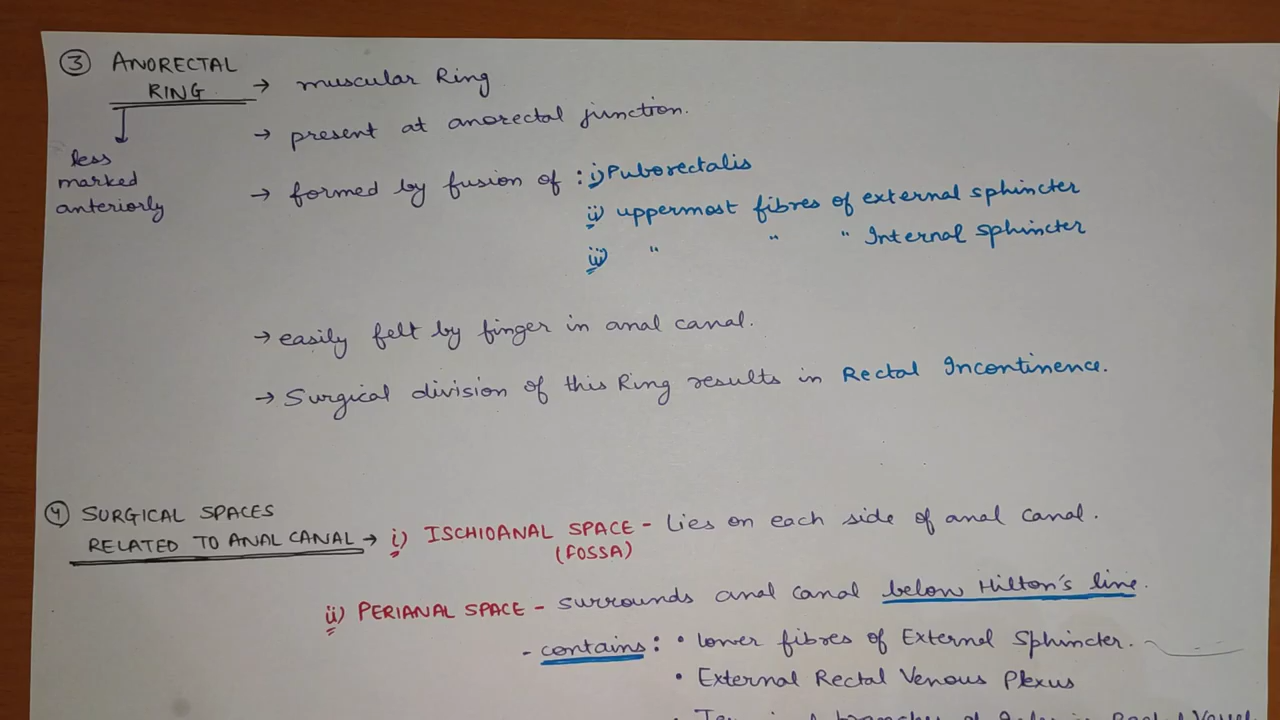 ③ ANORECTAL RING → muscular Ring
→ present at anorectal junction.
less marked anteriorly
→ formed by fusion of : i) Puborectalis
ii) uppermost fibres of external sphincter
iii) " " " Internal sphincter
→ easily felt by finger in anal canal.
→ Surgical division of this Ring results in Rectal Incontinence.
④ SURGICAL SPACES
RELATED TO ANAL CANAL → i) ISCHIOANAL SPACE - Lies on each side of anal canal.
(FOSSA)
ii) PERIANAL SPACE - surrounds anal canal below Hilton's line.
- contains : • lower fibres of External Sphincter.
• External Rectal Venous Plexus